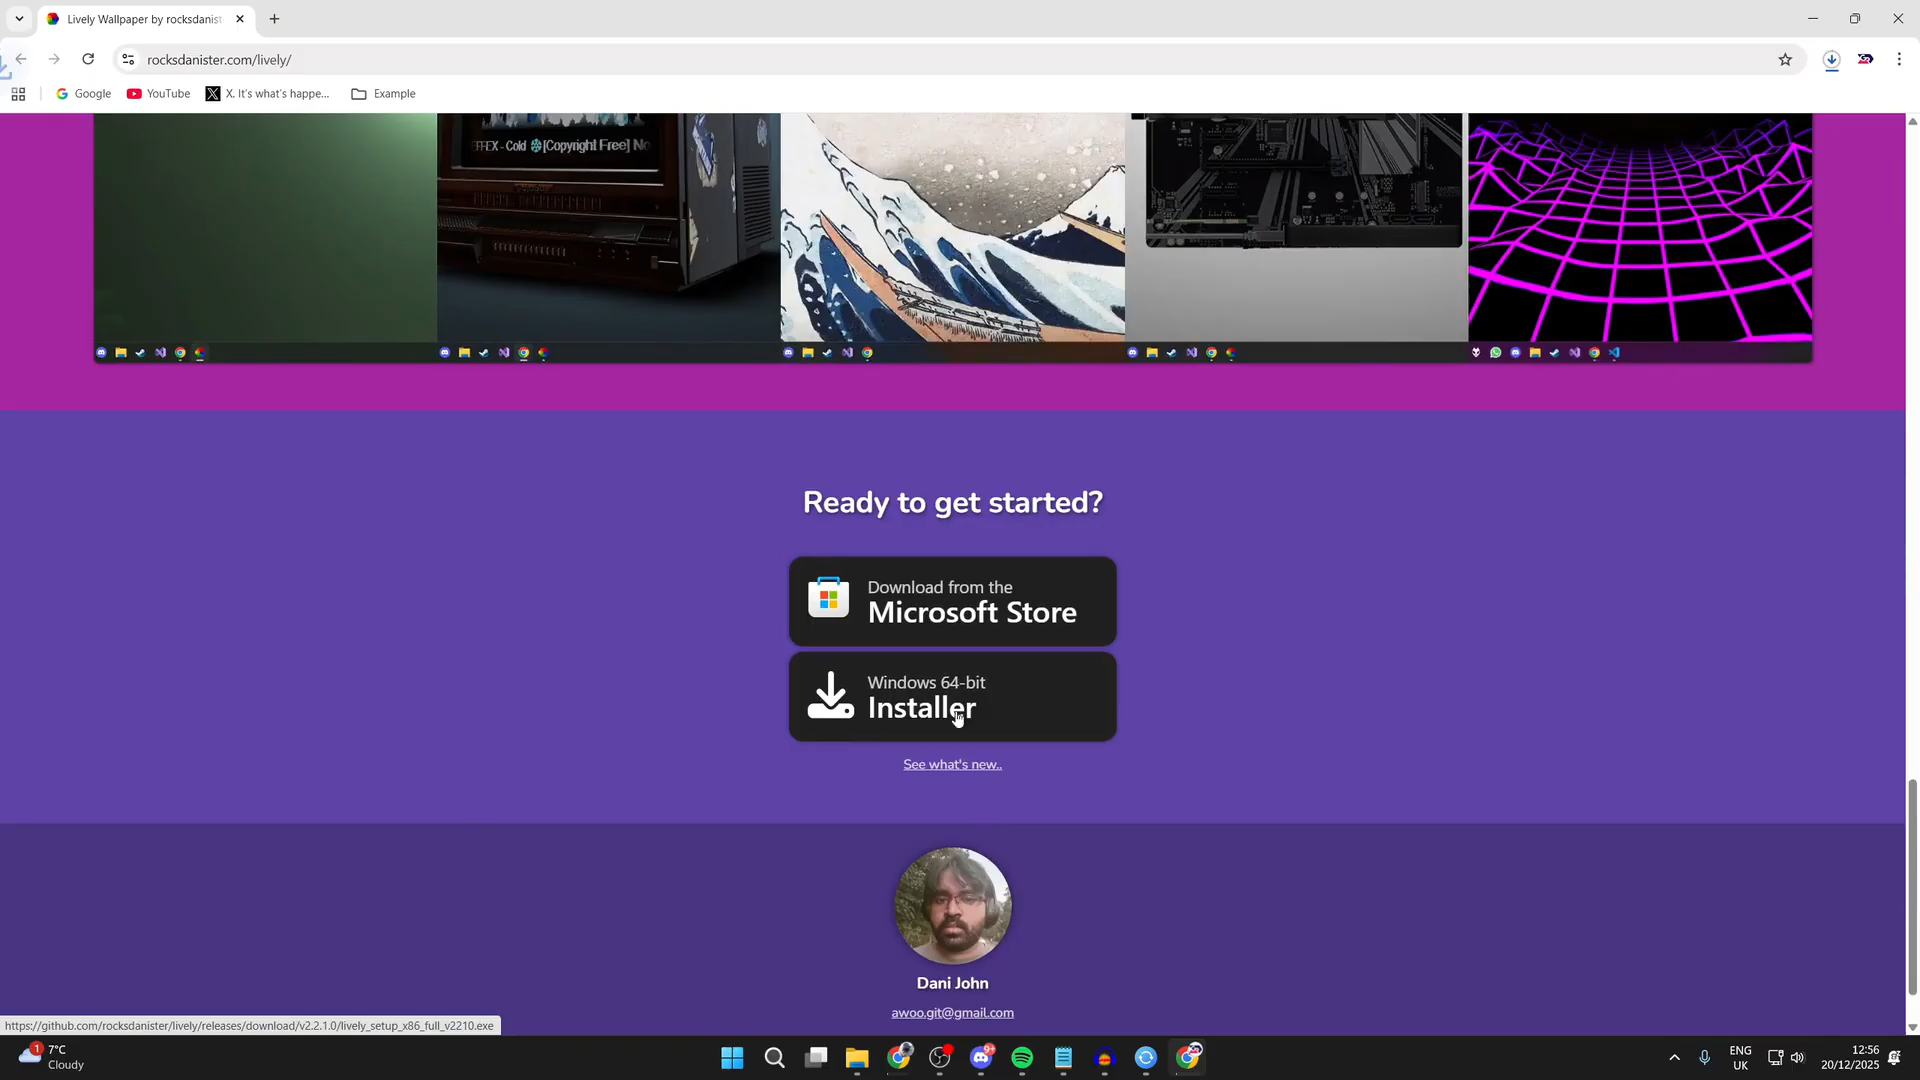 Lively Wallpaper by rocksdanist
rocksdanister.com/lively/
Google
YouTube
X. It's what's happe...
Example
EFFEX - Cold ❄[Copyright Free] No
Ready to get started?
Download from the
Microsoft Store
Windows 64-bit
Installer
See what's new..
Dani John
awoo.git@gmail.com
https://github.com/rocksdanister/lively/releases/download/v2.2.1.0/lively_setup_x86_full_v2210.exe
1
7°C
Cloudy
9+
ENG
UK
12:56
20/12/2025